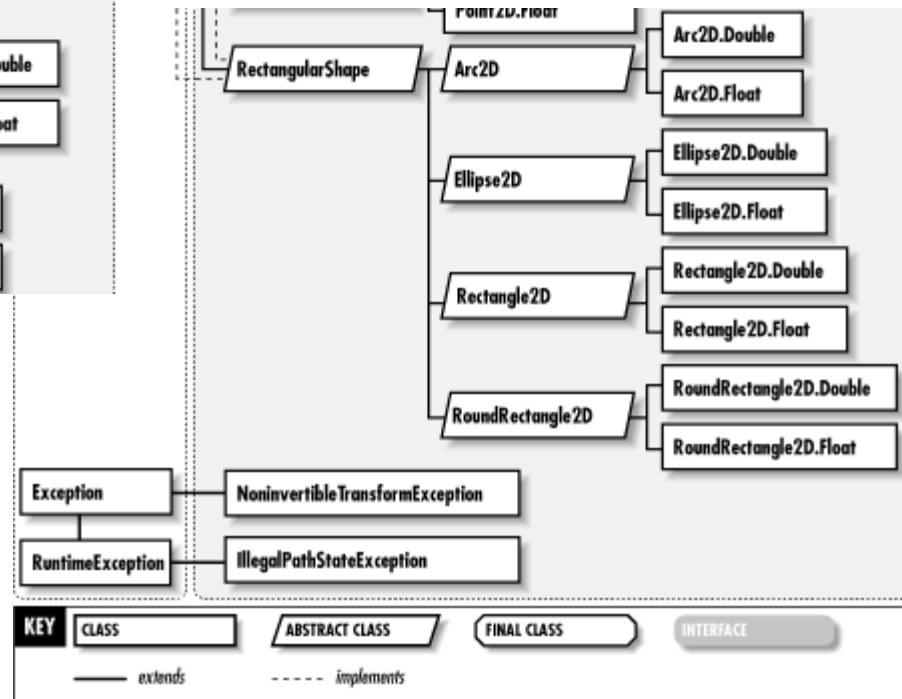 Point2D.Float
Arc2D.Double
RectangularShape
Arc2D
Arc2D.Float
Ellipse2D.Double
Ellipse2D
Ellipse2D.Float
Rectangle2D.Double
Rectangle2D
Rectangle2D.Float
RoundRectangle2D.Double
RoundRectangle2D
RoundRectangle2D.Float
Exception
NoninvertibleTransformException
RuntimeException
IllegalPathStateException
KEY
CLASS
ABSTRACT CLASS
FINAL CLASS
INTERFACE
extends
implements